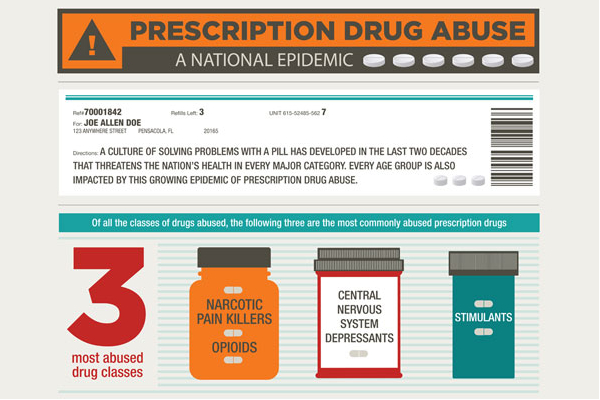 PRESCRIPTION DRUG ABUSE
A NATIONAL EPIDEMIC
Ref#70001842 Refills Left: 3 UNIT 615-52485-562 7
For: JOE ALLEN DOE
123 ANYWHERE STREET PENSACOLA, FL 20165
Directions: A CULTURE OF SOLVING PROBLEMS WITH A PILL HAS DEVELOPED IN THE LAST TWO DECADES
THAT THREATENS THE NATION'S HEALTH IN EVERY MAJOR CATEGORY. EVERY AGE GROUP IS ALSO
IMPACTED BY THIS GROWING EPIDEMIC OF PRESCRIPTION DRUG ABUSE.
Of all the classes of drugs abused, the following three are the most commonly abused prescription drugs
3
most abused
drug classes
NARCOTIC
PAIN KILLERS
OPIOIDS
CENTRAL
NERVOUS
SYSTEM
DEPRESSANTS
STIMULANTS